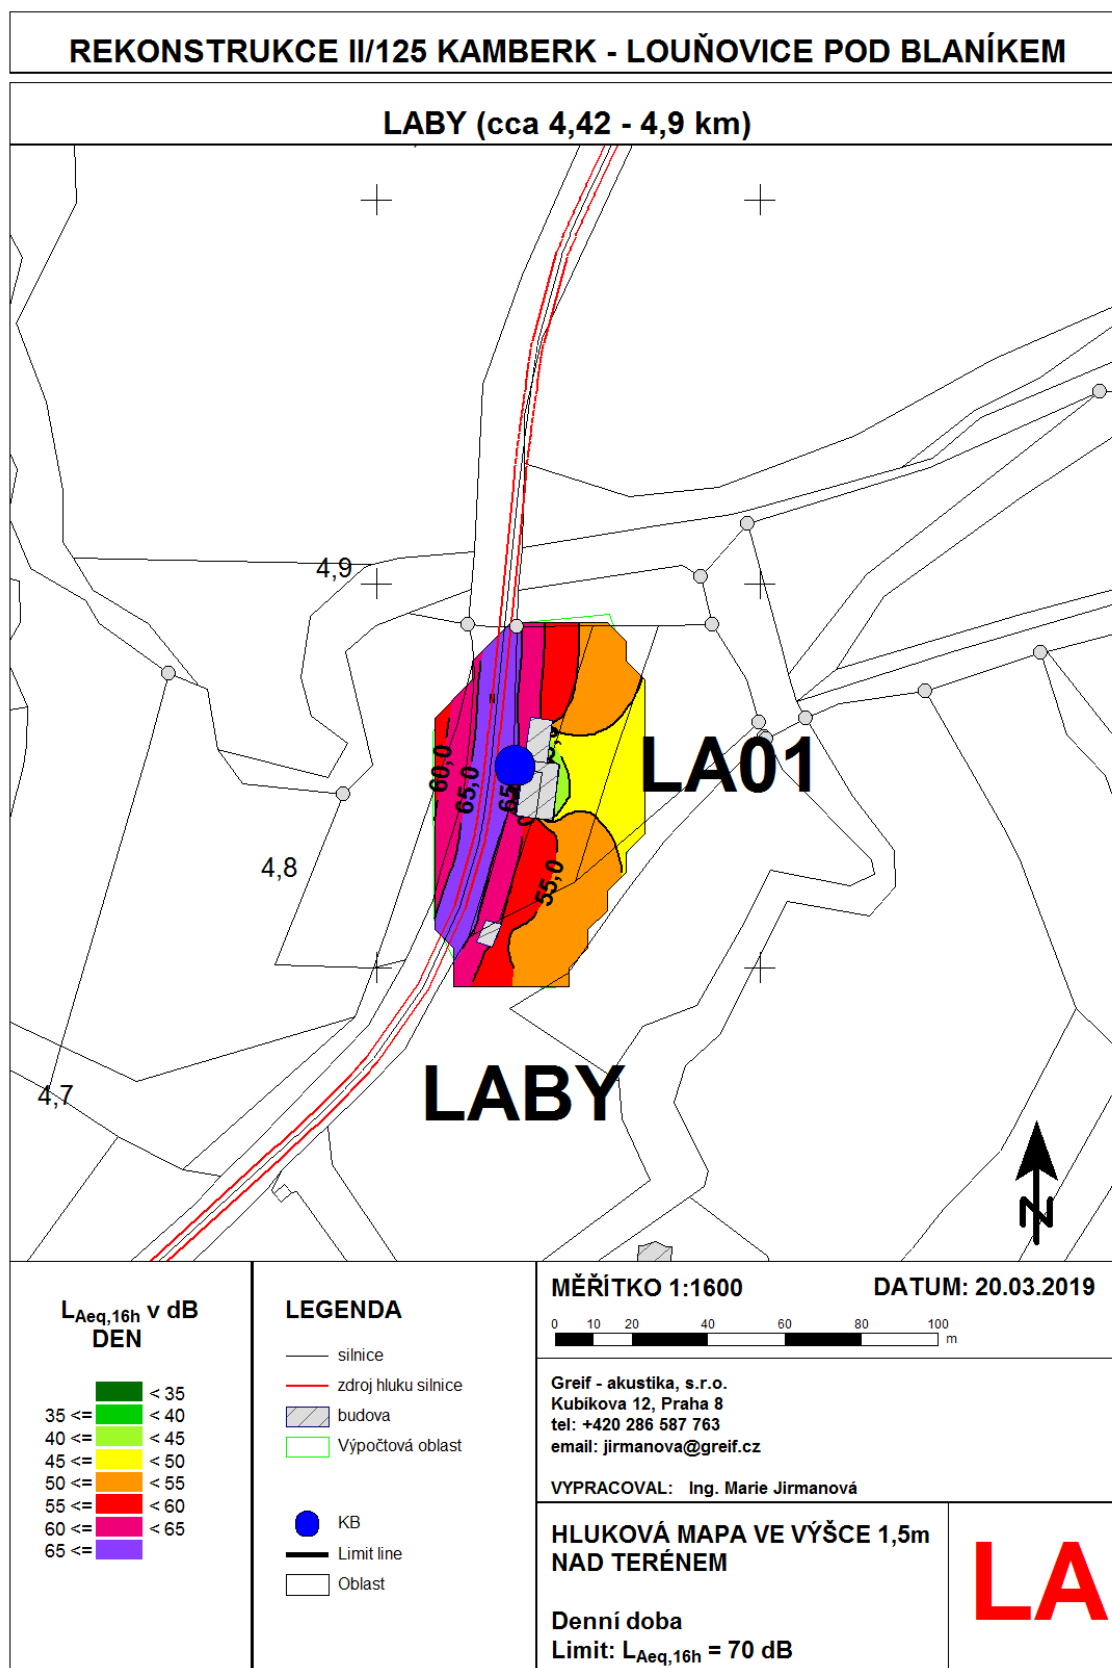 REKONSTRUKCE II/125 KAMBERK - LOUŇOVICE POD BLANÍKEM
LABY (cca 4,42 - 4,9 km)
4,9
LA01
60,0
65,0
4,8
55,0
4,7
LABY
N
LAeq,16h v dB
DEN
< 35
35 <= < 40
40 <= < 45
45 <= < 50
50 <= < 55
55 <= < 60
60 <= < 65
65 <=
LEGENDA
silnice
zdroj hluku silnice
budova
Výpočtová oblast
KB
Limit line
Oblast
MĚŘÍTKO 1:1600 DATUM: 20.03.2019
0 10 20 40 60 80 100
m
Greif - akustika, s.r.o.
Kubíkova 12, Praha 8
tel: +420 286 587 763
email: jirmanova@greif.cz
VYPRACOVAL: Ing. Marie Jirmanová
HLUKOVÁ MAPA VE VÝŠCE 1,5m
NAD TERÉNEM
Denní doba
Limit: LAeq,16h = 70 dB
LA